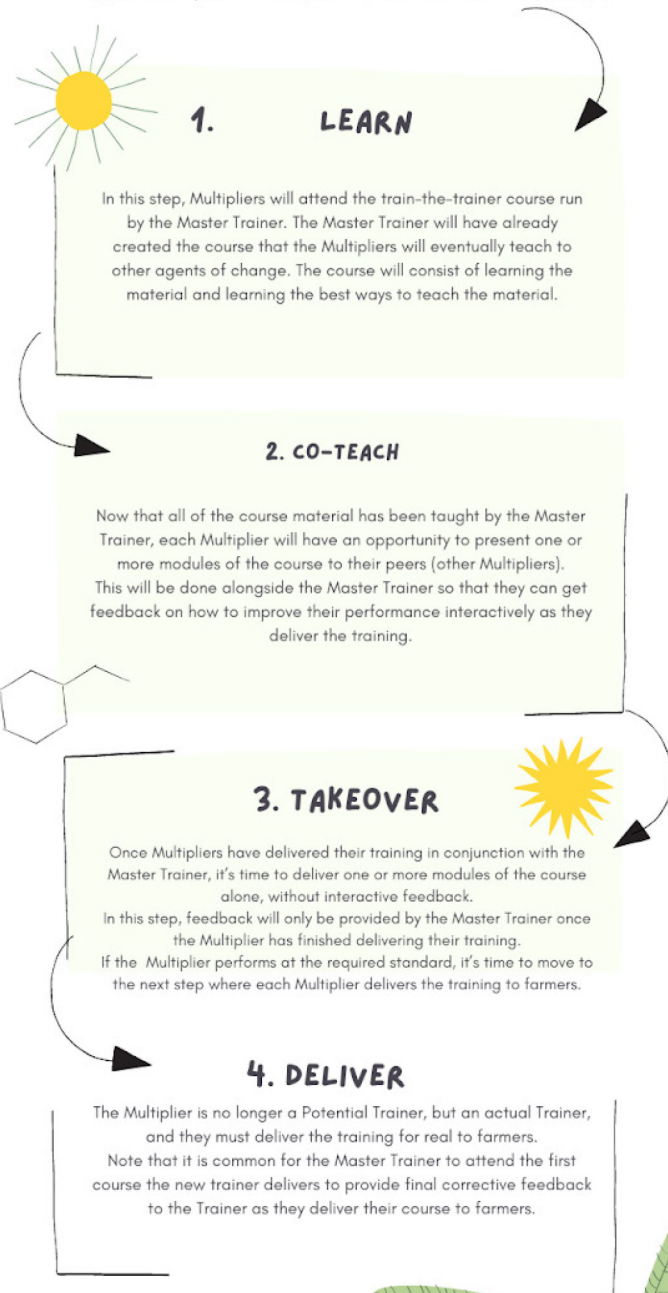 1. LEARN
In this step, Multipliers will attend the train-the-trainer course run
by the Master Trainer. The Master Trainer will have already
created the course that the Multipliers will eventually teach to
other agents of change. The course will consist of learning the
material and learning the best ways to teach the material.
2. CO-TEACH
Now that all of the course material has been taught by the Master
Trainer, each Multiplier will have an opportunity to present one or
more modules of the course to their peers (other Multipliers).
This will be done alongside the Master Trainer so that they can get
feedback on how to improve their performance interactively as they
deliver the training.
3. TAKEOVER
Once Multipliers have delivered their training in conjunction with the
Master Trainer, it's time to deliver one or more modules of the course
alone, without interactive feedback.
In this step, feedback will only be provided by the Master Trainer once
the Multiplier has finished delivering their training.
If the Multiplier performs at the required standard, it's time to move to
the next step where each Multiplier delivers the training to farmers.
4. DELIVER
The Multiplier is no longer a Potential Trainer, but an actual Trainer,
and they must deliver the training for real to farmers.
Note that it is common for the Master Trainer to attend the first
course the new trainer delivers to provide final corrective feedback
to the Trainer as they deliver their course to farmers.